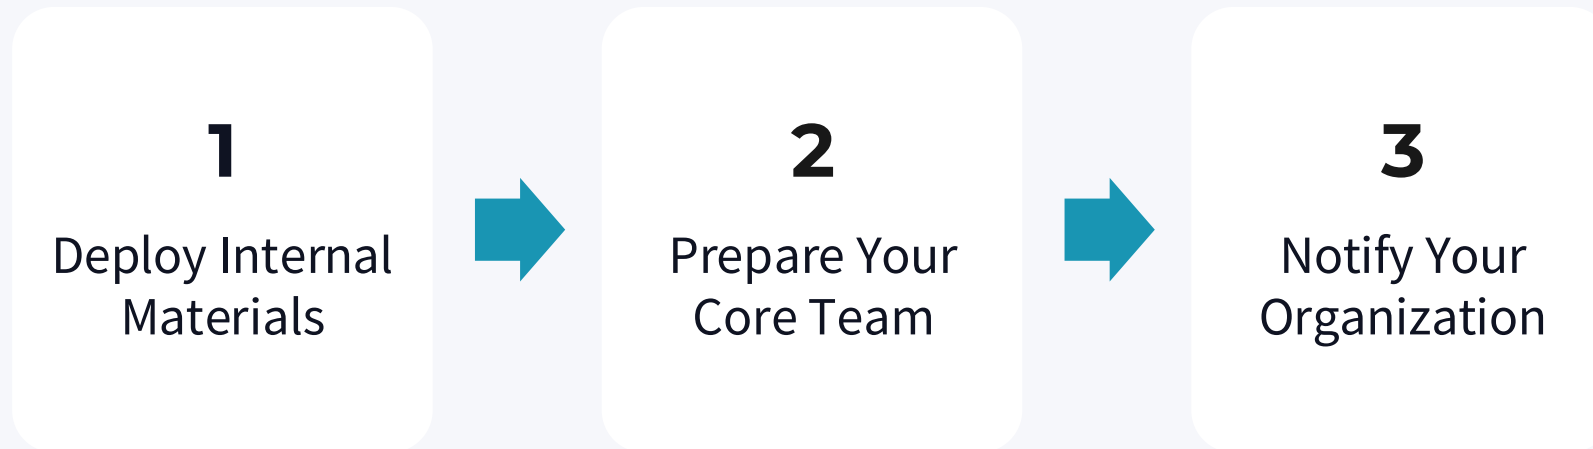 1
Deploy Internal
Materials
2
Prepare Your
Core Team
3
Notify Your
Organization